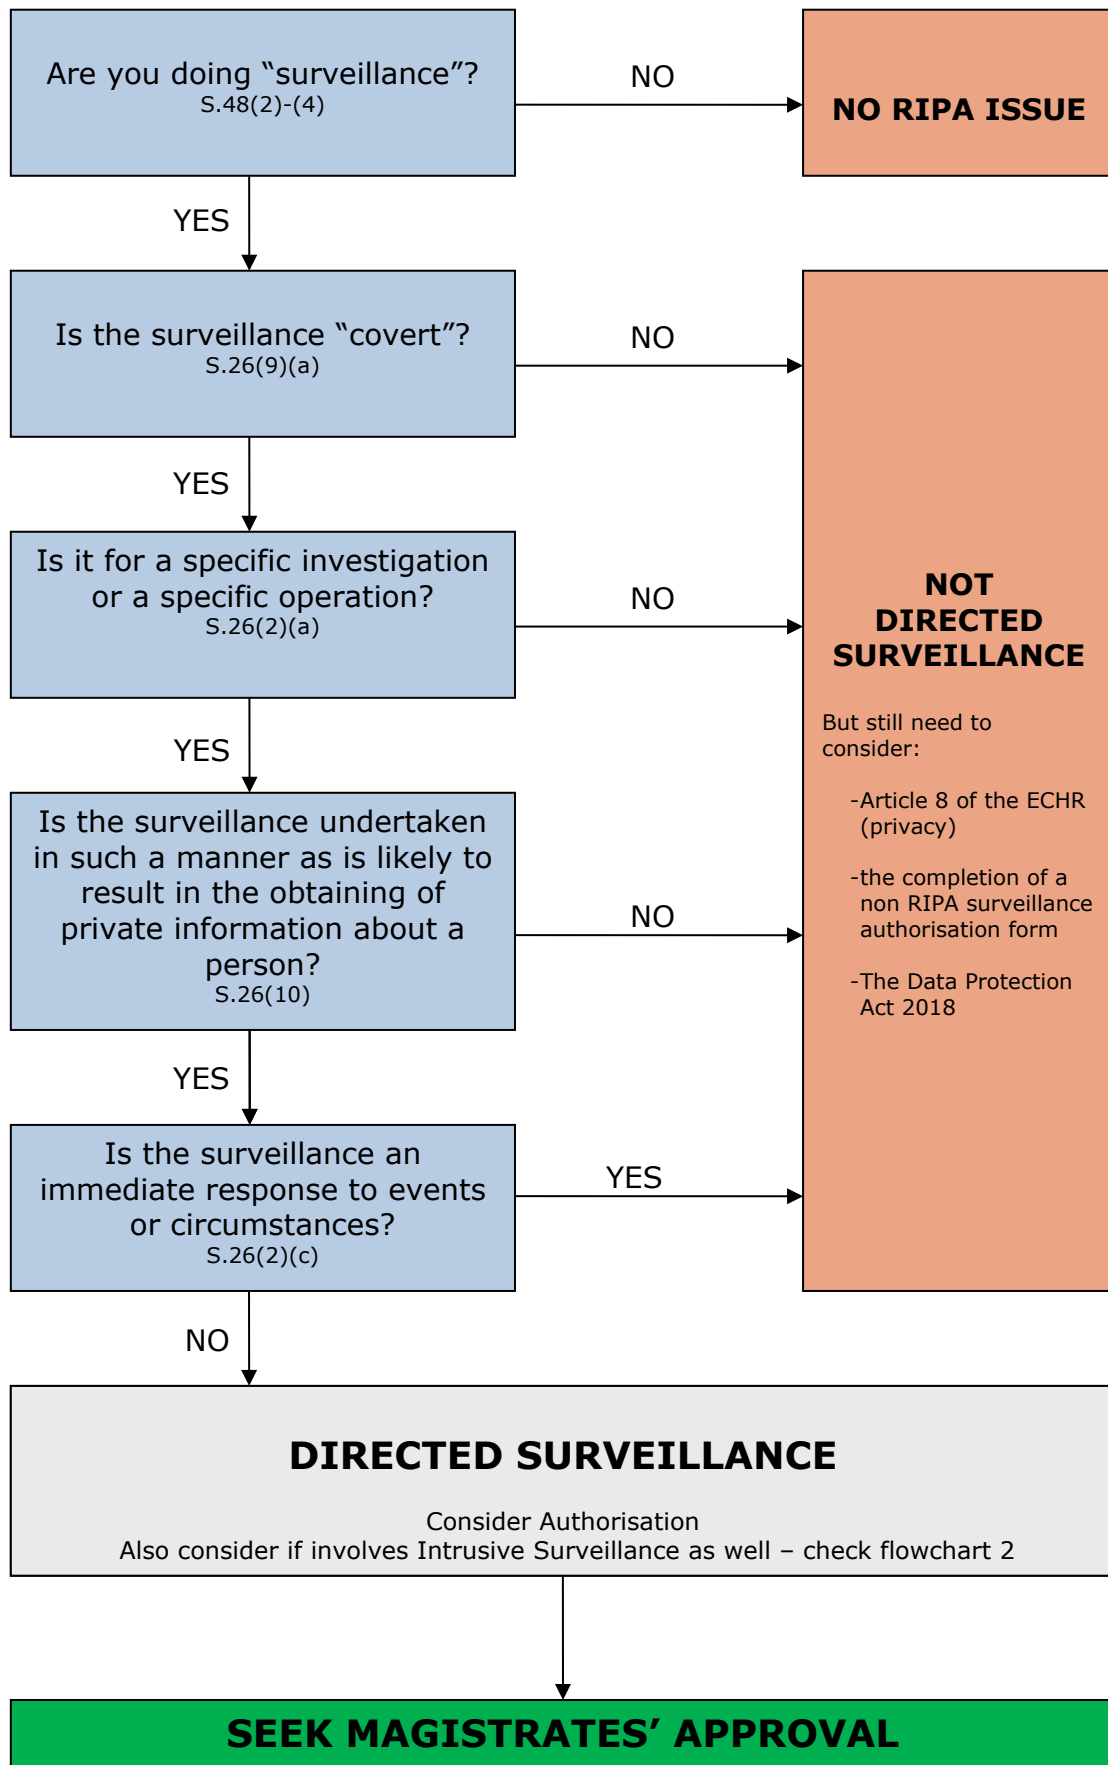 Are you doing “surveillance”?
S.48(2)-(4)
NO
NO RIPA ISSUE
YES
Is the surveillance “covert”?
S.26(9)(a)
NO
YES
Is it for a specific investigation
or a specific operation?
S.26(2)(a)
NO
YES
Is the surveillance undertaken
in such a manner as is likely to
result in the obtaining of
private information about a
person?
S.26(10)
NO
YES
Is the surveillance an
immediate response to events
or circumstances?
S.26(2)(c)
YES
NO
NOT
DIRECTED
SURVEILLANCE
But still need to
consider:
-Article 8 of the ECHR
(privacy)
-the completion of a
non RIPA surveillance
authorisation form
-The Data Protection
Act 2018
DIRECTED SURVEILLANCE
Consider Authorisation
Also consider if involves Intrusive Surveillance as well – check flowchart 2
SEEK MAGISTRATES’ APPROVAL